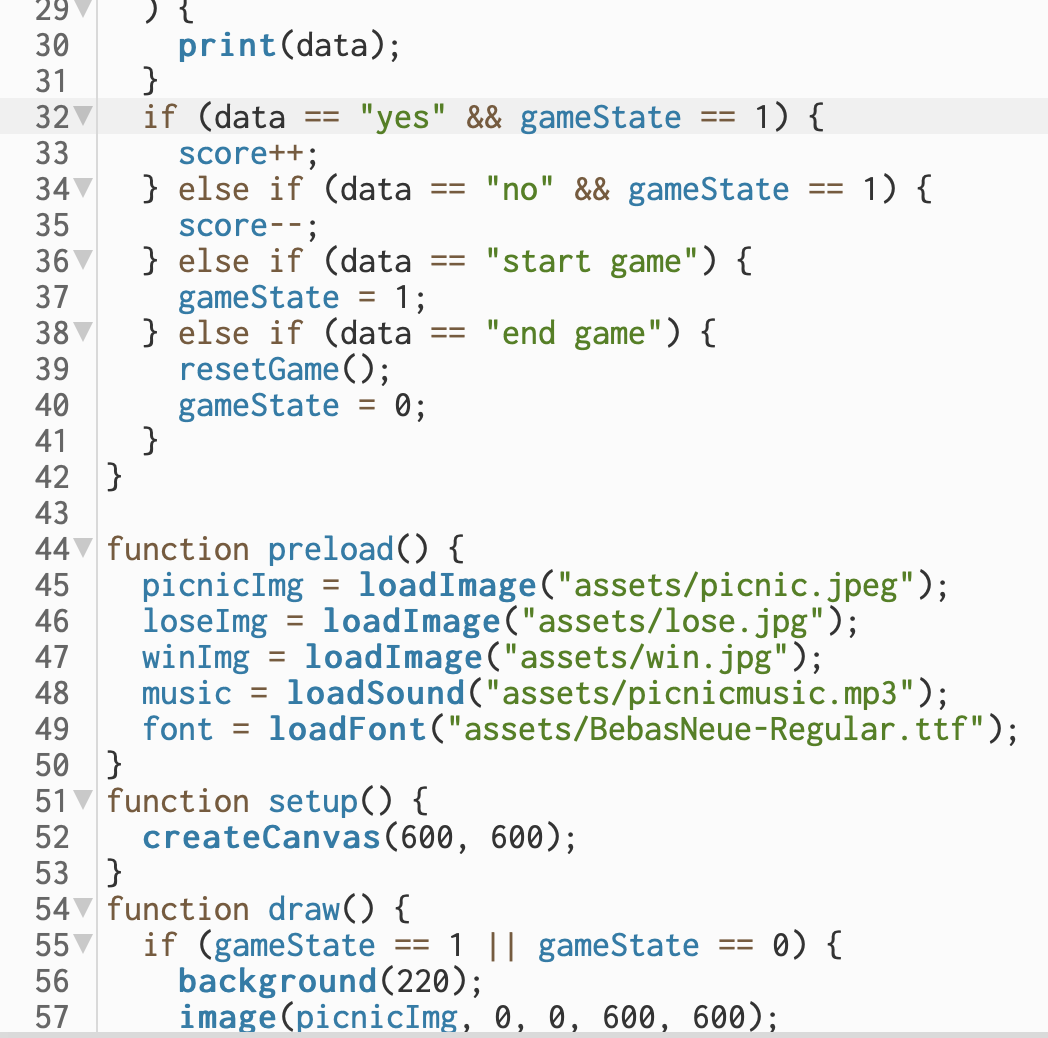 29 ) {
30 print(data);
31 }
32 if (data == "yes" && gameState == 1) {
33 score++;
34 } else if (data == "no" && gameState == 1) {
35 score--;
36 } else if (data == "start game") {
37 gameState = 1;
38 } else if (data == "end game") {
39 resetGame();
40 gameState = 0;
41 }
42 }
43
44 function preload() {
45 picnicImg = loadImage("assets/picnic.jpeg");
46 loseImg = loadImage("assets/lose.jpg");
47 winImg = loadImage("assets/win.jpg");
48 music = loadSound("assets/picnicmusic.mp3");
49 font = loadFont("assets/BebasNeue-Regular.ttf");
50 }
51 function setup() {
52 createCanvas(600, 600);
53 }
54 function draw() {
55 if (gameState == 1 || gameState == 0) {
56 background(220);
57 image(picnicImg, 0, 0, 600, 600);